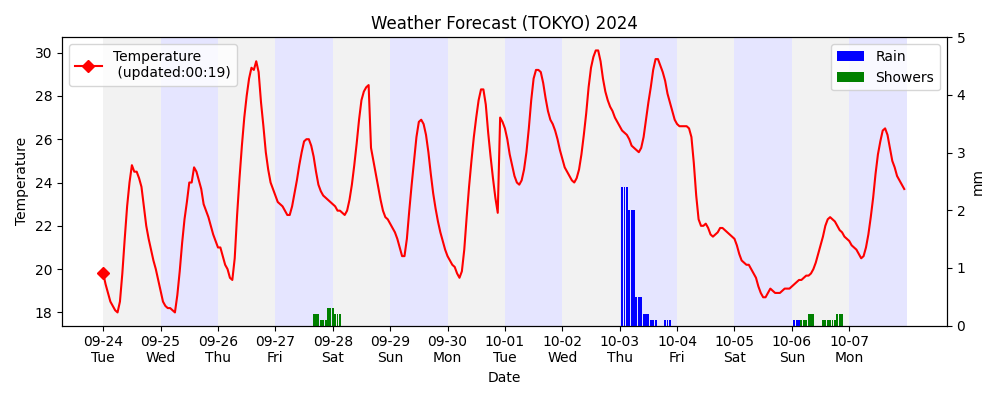 Weather Forecast (TOKYO) 2024
Temperature
(updated:00:19)
Rain
Showers
Temperature
30
28
26
24
22
20
18
5
4
3
2
1
0
mm
09-24 09-25 09-26 09-27 09-28 09-29 09-30 10-01 10-02 10-03 10-04 10-05 10-06 10-07
Tue Wed Thu Fri Sat Sun Mon Tue Wed Thu Fri Sat Sun Mon
Date